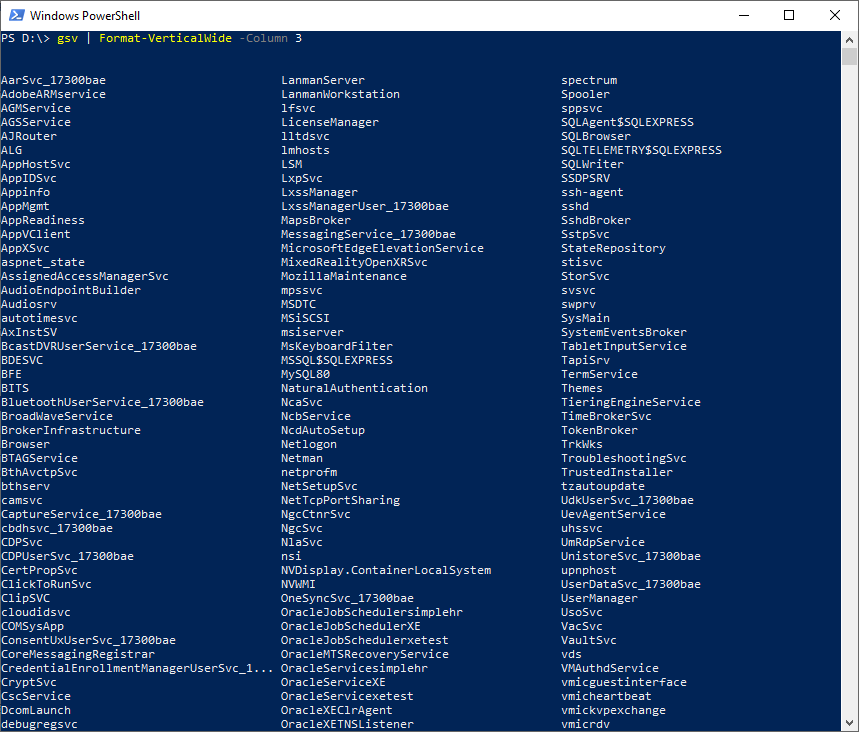 Windows PowerShell
PS D:\> gsv | Format-VerticalWide -Column 3
AarSvc_17300bae LanmanServer spectrum
AdobeARMservice LanmanWorkstation Spooler
AGMService lfsvc sppsvc
AGSService LicenseManager SQLAgent$SQLEXPRESS
AJRouter lltdsvc SQLBrowser
ALG lmhosts SQLTELEMETRY$SQLEXPRESS
AppHostSvc LSM SQLWriter
AppIDSvc LxpSvc SSDPSRV
Appinfo LxssManager ssh-agent
AppMgmt LxssManagerUser_17300bae sshd
AppReadiness MapsBroker SshdBroker
AppVClient MessagingService_17300bae SstpSvc
AppXSvc MicrosoftEdgeElevationService StateRepository
aspnet_state MixedRealityOpenXRSvc stisvc
AssignedAccessManagerSvc MozillaMaintenance StorSvc
AudioEndpointBuilder mpssvc svsvc
Audiosrv MSDTC swprv
autotimesvc MSiSCSI SysMain
AxInstSV msiserver SystemEventsBroker
BcastDVRUserService_17300bae MsKeyboardFilter TabletInputService
BDESVC MSSQL$SQLEXPRESS TapiSrv
BFE MySQL80 TermService
BITS NaturalAuthentication Themes
BluetoothUserService_17300bae NcaSvc TieringEngineService
BroadWaveService NcbService TimeBrokerSvc
BrokerInfrastructure NcdAutoSetup TokenBroker
Browser Netlogon TrkWks
BTAGService Netman TroubleshootingSvc
BthAvctpSvc netprofm TrustedInstaller
bthserv NetSetupSvc tzautoupdate
camsvc NetTcpPortSharing UdkUserSvc_17300bae
CaptureService_17300bae NgcCtnrSvc UevAgentService
cbdhsvc_17300bae NgcSvc uhssvc
CDPSvc NlaSvc UmRdpService
CDPUserSvc_17300bae nsi UnistoreSvc_17300bae
CertPropSvc NVDisplay.ContainerLocalSystem upnphost
ClickToRunSvc NVWMI UserDataSvc_17300bae
ClipSVC OneSyncSvc_17300bae UserManager
cloudidsvc OracleJobSchedulersimplehr UsoSvc
COMSysApp OracleJobSchedulerXE VacSvc
ConsentUxUserSvc_17300bae OracleJobSchedulerxetest VaultSvc
CoreMessagingRegistrar OracleMTSRecoveryService vds
CredentialEnrollmentManagerUserSvc_1... OracleServicesimplehr VMAuthdService
CryptSvc OracleServiceXE vmicguestinterface
CscService OracleServicexetest vmicheartbeat
DcomLaunch OracleXEClrAgent vmickvpexchange
debugregsvc OracleXETNSListener vmicrdv